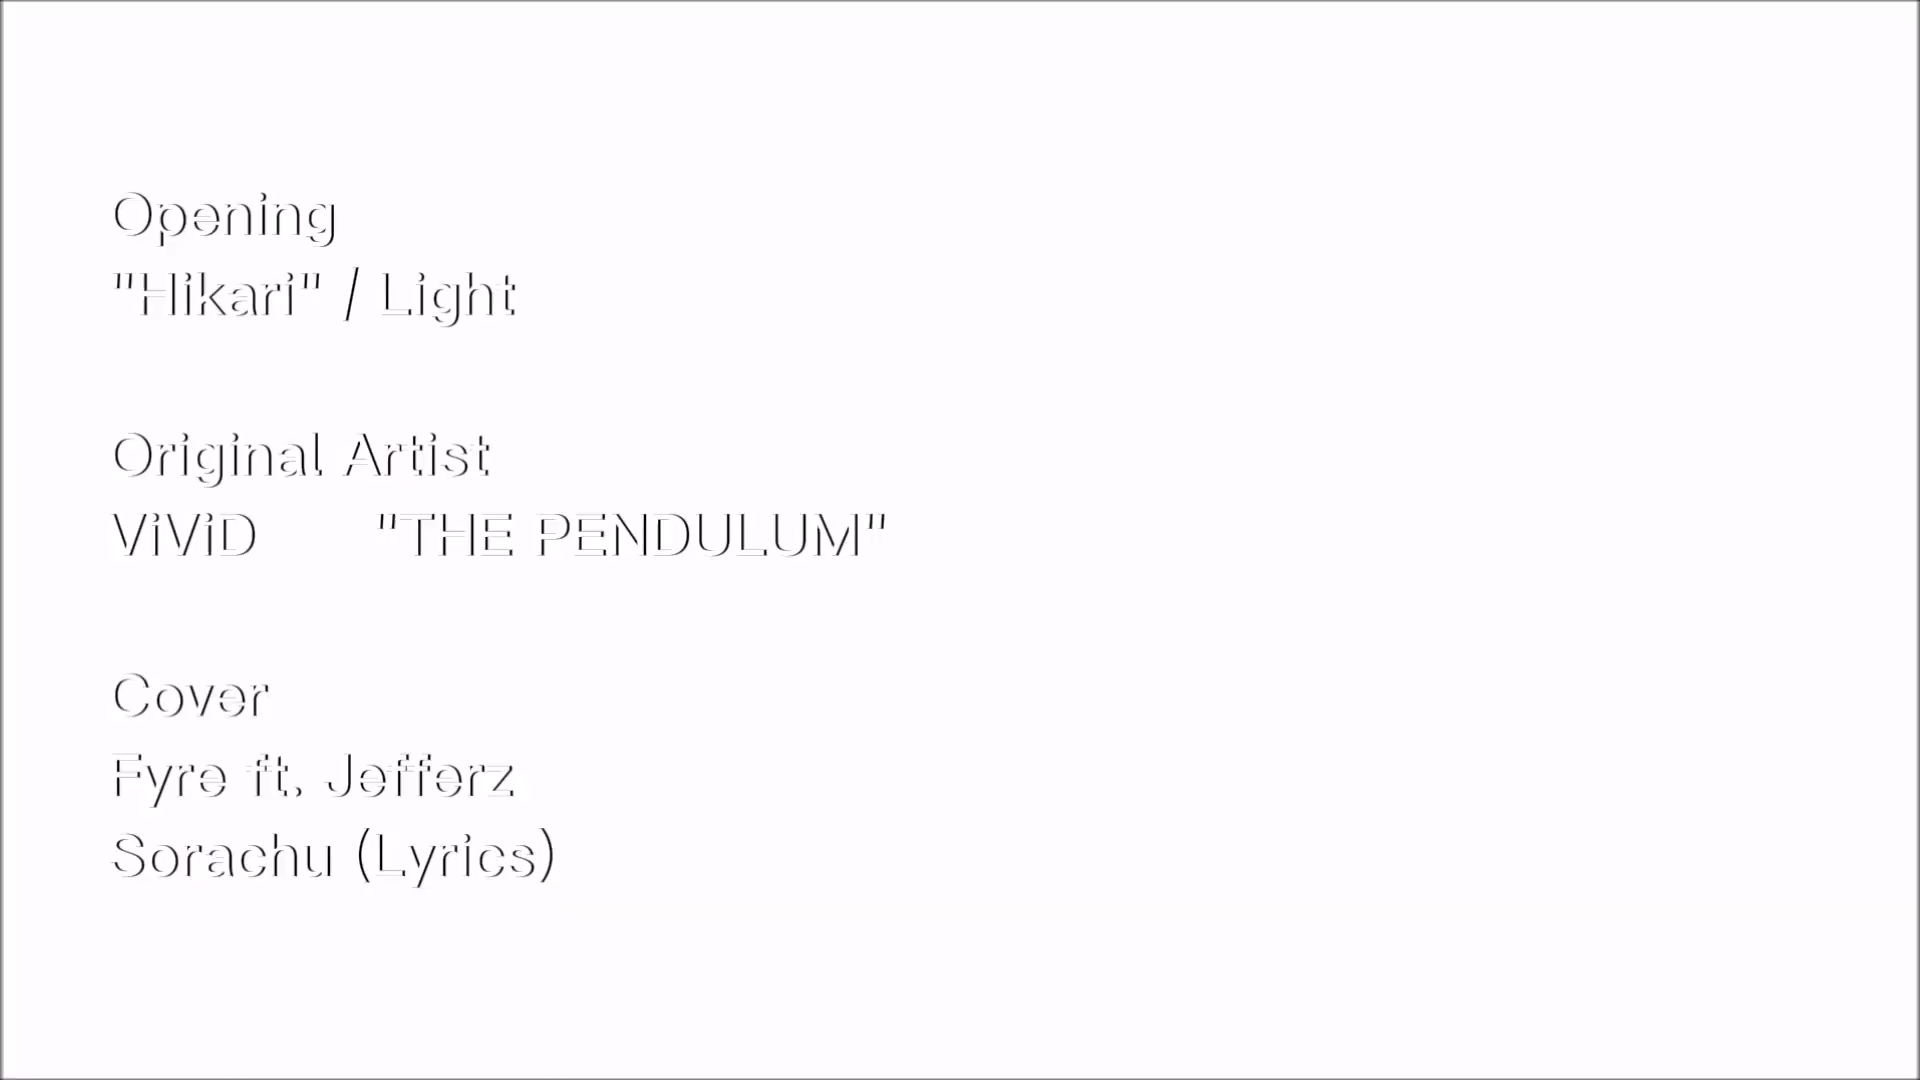 Opening
"Hikari" / Light
Original Artist
ViViD "THE PENDULUM"
Cover
Fyre ft. Jefferz
Sorachu (Lyrics)